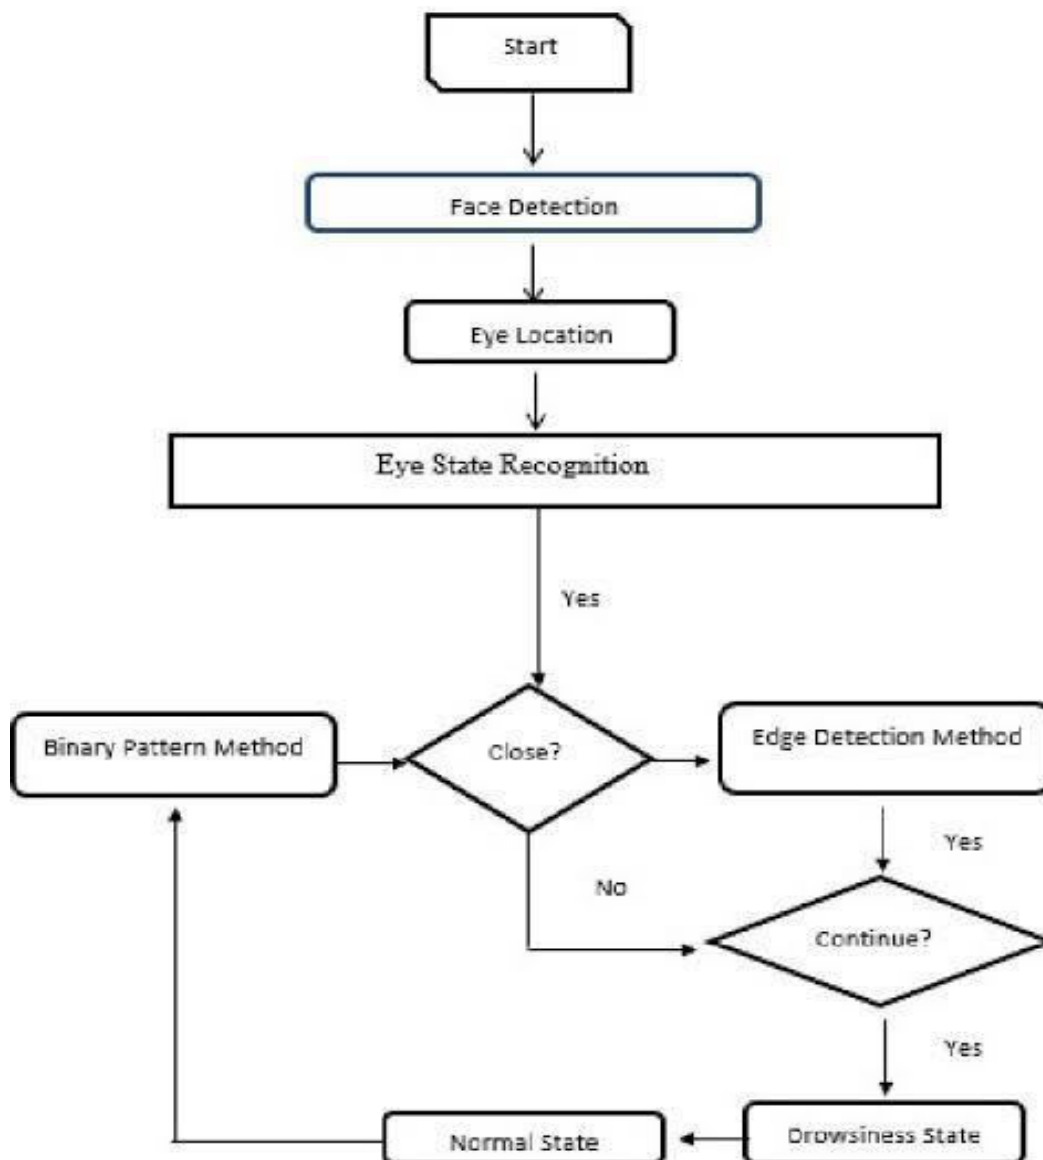 Start
Face Detection
Eye Location
Eye State Recognition
Yes
Binary Pattern Method
Close?
Edge Detection Method
Yes
No
Continue?
Yes
Normal State
Drowsiness State